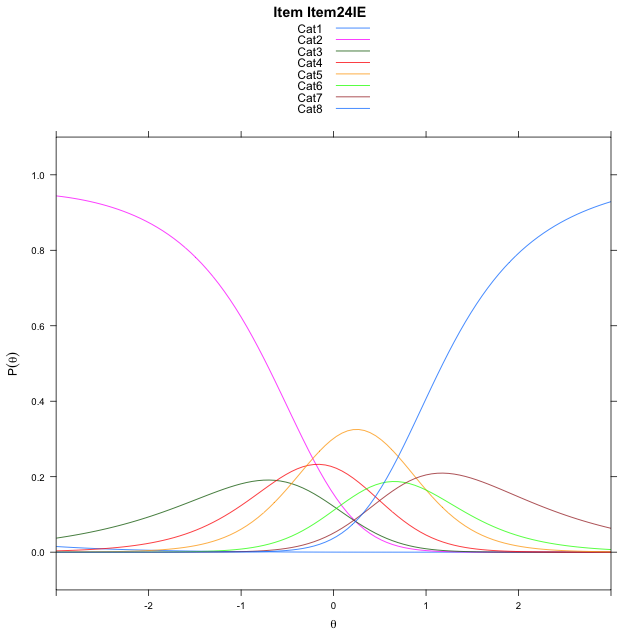 Item Item24IE
Cat1
Cat2
Cat3
Cat4
Cat5
Cat6
Cat7
Cat8
1.0
0.8
0.6
0.4
0.2
0.0
P(θ)
-2 -1 0 1 2
θ